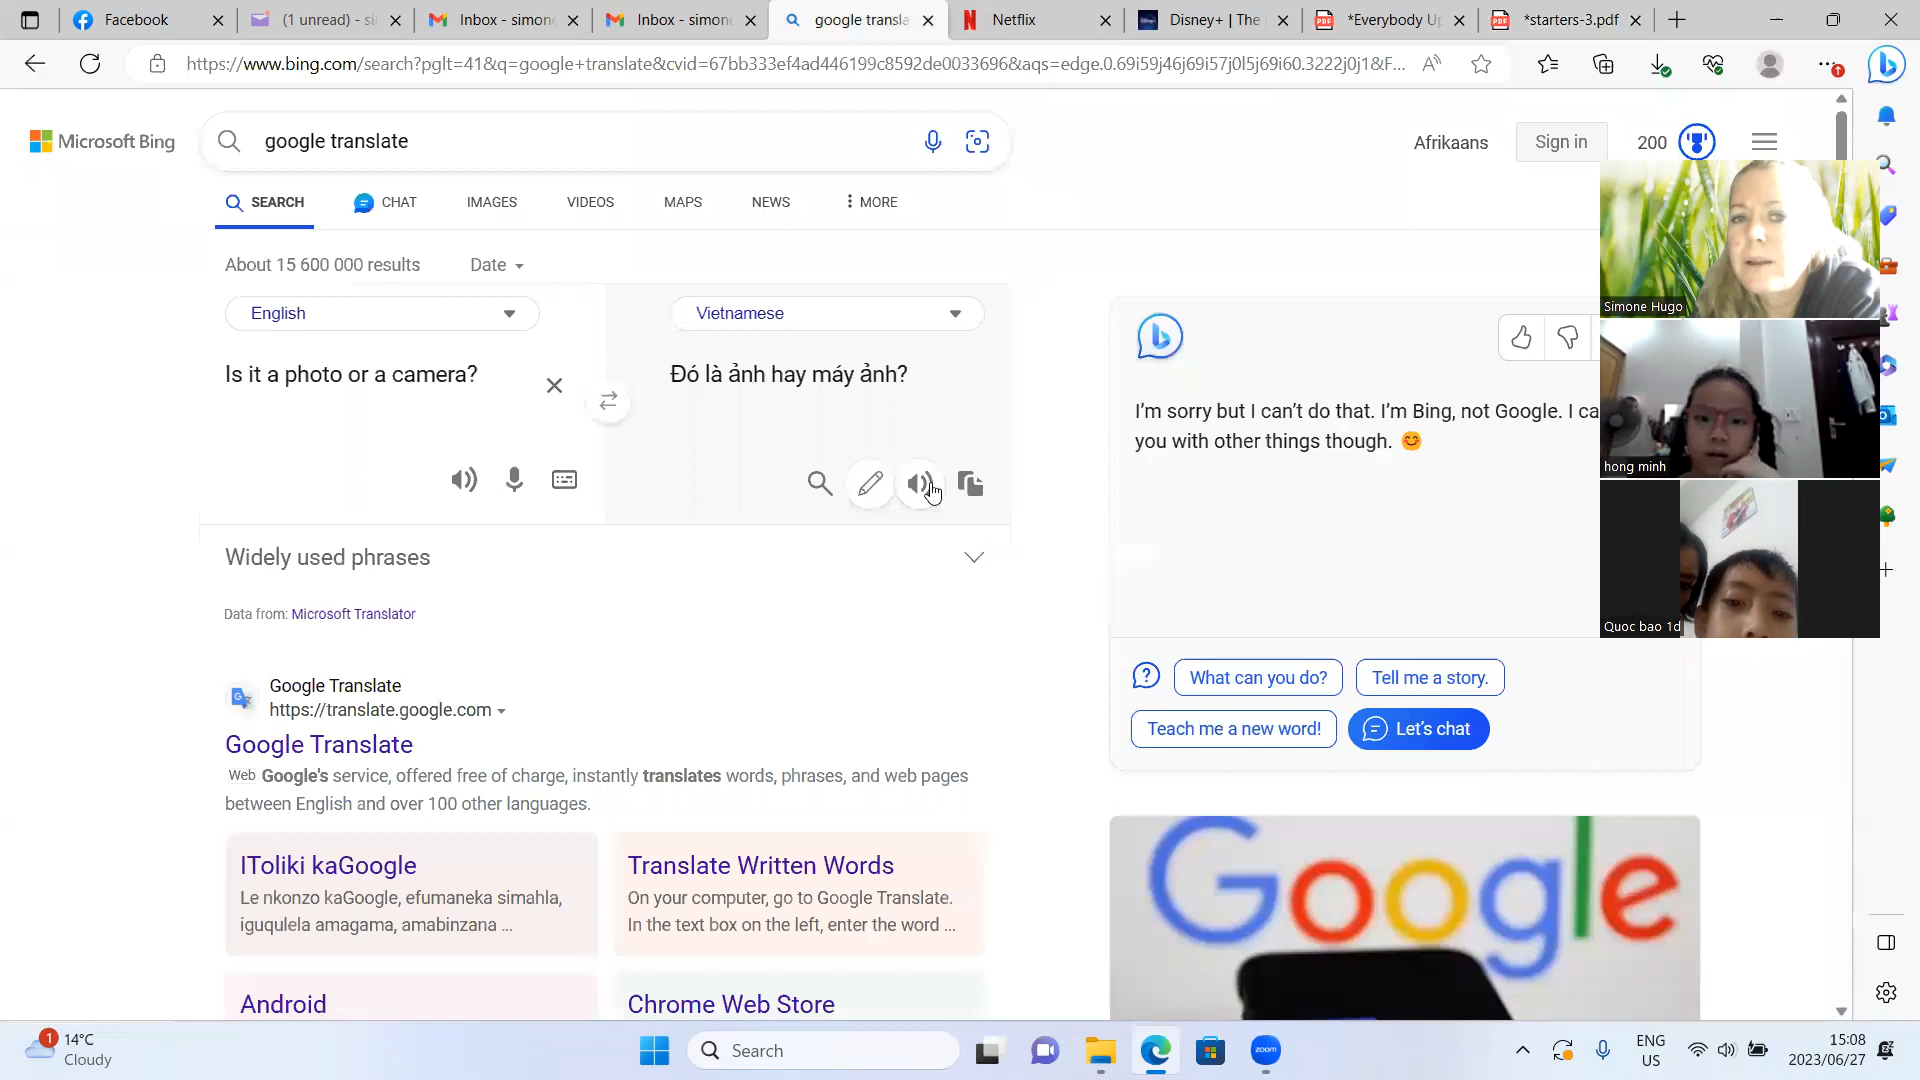 Facebook
(1 unread) - si
Inbox - simone
Inbox - simone
google transla
Netflix
Disney+ | The
*Everybody Up
*starters-3.pdf
https://www.bing.com/search?pglt=41&q=google+translate&cvid=67bb333ef4ad446199c8592de0033696&aqs=edge.0.69i59j46j69i57j0l5j69i60.3222j0j1&F...
Microsoft Bing
google translate
Afrikaans
Sign in
200
SEARCH
CHAT
IMAGES
VIDEOS
MAPS
NEWS
MORE
About 15 600 000 results
Date
English
Vietnamese
Is it a photo or a camera?
Đó là ảnh hay máy ảnh?
Widely used phrases
Data from: Microsoft Translator
Google Translate
https://translate.google.com
Google Translate
Web Google's service, offered free of charge, instantly translates words, phrases, and web pages
between English and over 100 other languages.
IToliki kaGoogle
Le nkonzo kaGoogle, efumaneka simahla,
iguqulela amagama, amabinzana ...
Translate Written Words
On your computer, go to Google Translate.
In the text box on the left, enter the word ...
Android
Chrome Web Store
I'm sorry but I can't do that. I'm Bing, not Google. I ca
you with other things though.
What can you do?
Tell me a story.
Teach me a new word!
Let's chat
Google
Simone Hugo
hong minh
Quoc bao 1d
1
14°C
Cloudy
Search
zoom
ENG
US
15:08
2023/06/27